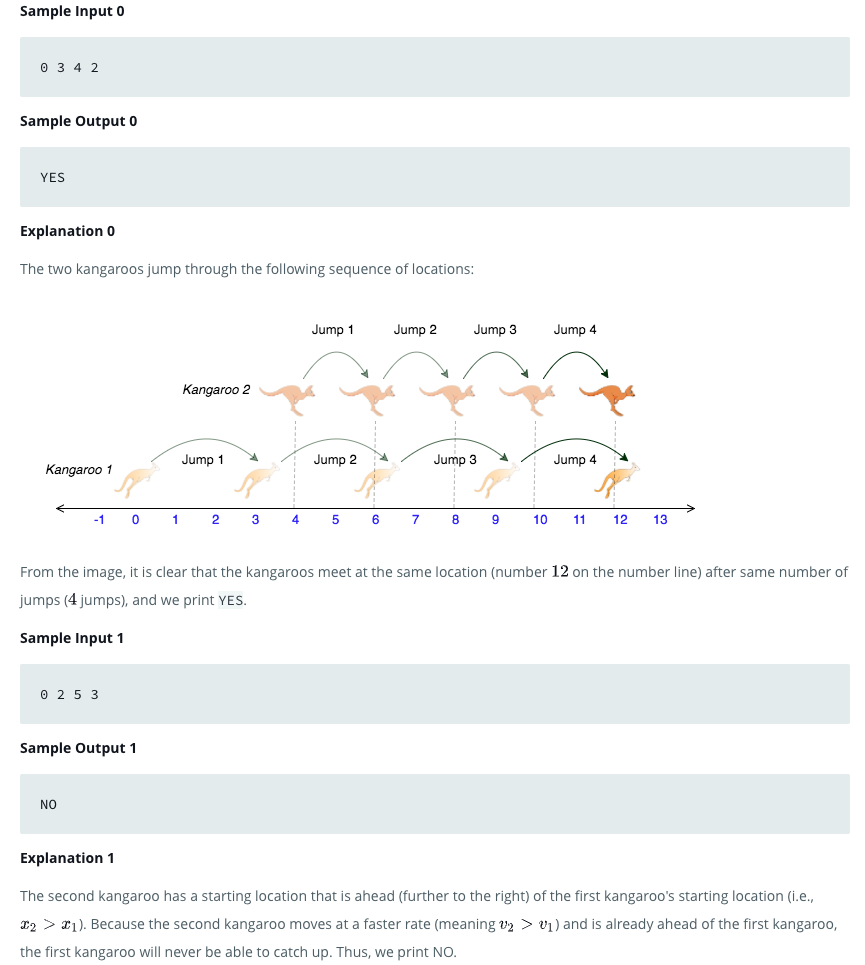 Sample Input 0
0 3 4 2
Sample Output 0
YES
Explanation 0
The two kangaroos jump through the following sequence of locations:
Jump 1 Jump 2 Jump 3 Jump 4
Kangaroo 2
Jump 1 Jump 2 Jump 3 Jump 4
Kangaroo 1
-1 0 1 2 3 4 5 6 7 8 9 10 11 12 13
From the image, it is clear that the kangaroos meet at the same location (number 12 on the number line) after same number of
jumps (4 jumps), and we print YES.
Sample Input 1
0 2 5 3
Sample Output 1
NO
Explanation 1
The second kangaroo has a starting location that is ahead (further to the right) of the first kangaroo's starting location (i.e.,
x₂ > x₁). Because the second kangaroo moves at a faster rate (meaning v₂ > v₁) and is already ahead of the first kangaroo,
the first kangaroo will never be able to catch up. Thus, we print NO.